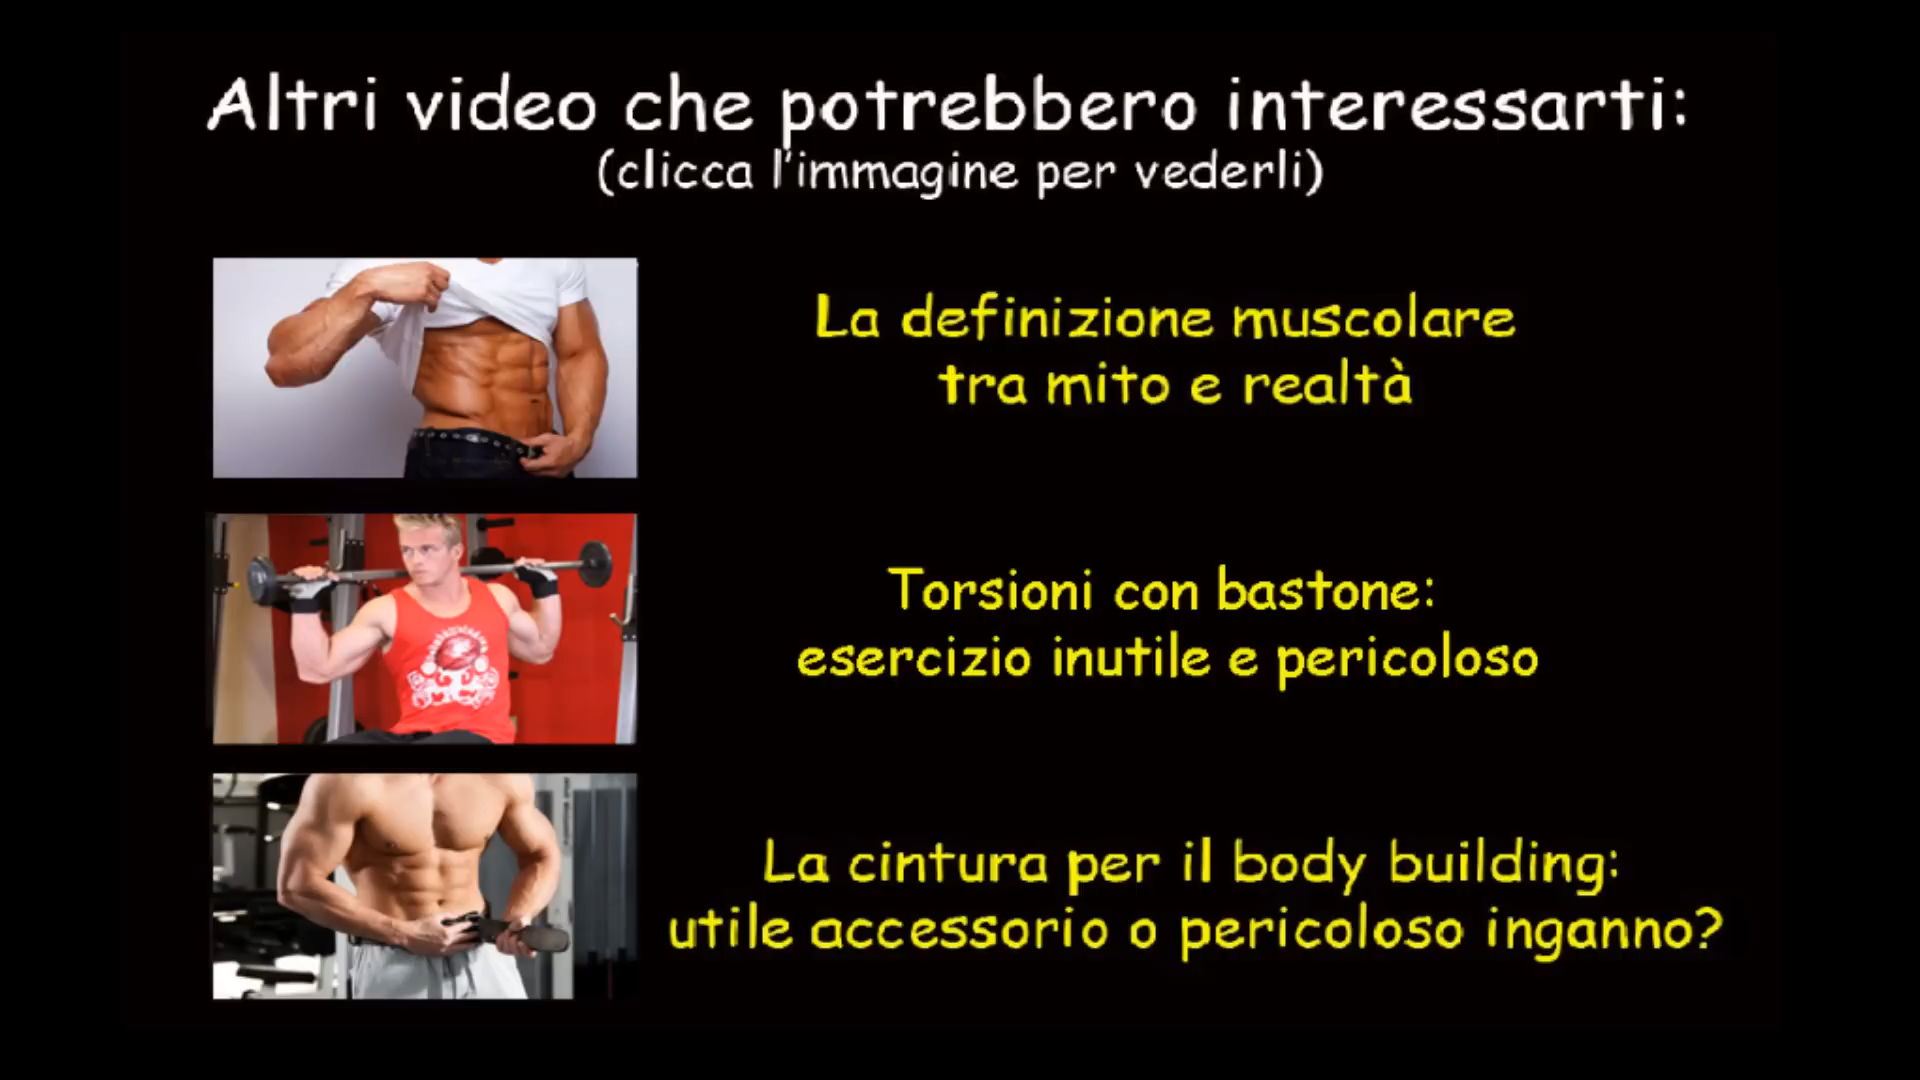 Altri video che potrebbero interessarti:
(clicca l'immagine per vederli)
La definizione muscolare
tra mito e realtà
Torsioni con bastone:
esercizio inutile e pericoloso
La cintura per il body building:
utile accessorio o pericoloso inganno?